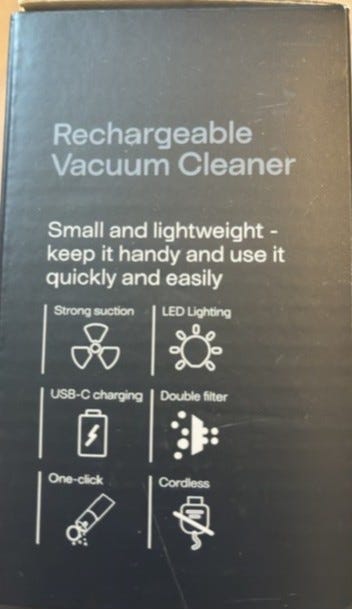 Rechargeable
Vacuum Cleaner
Small and lightweight -
keep it handy and use it
quickly and easily
Strong suction
LED Lighting
USB-C charging
Double filter
One-click
Cordless